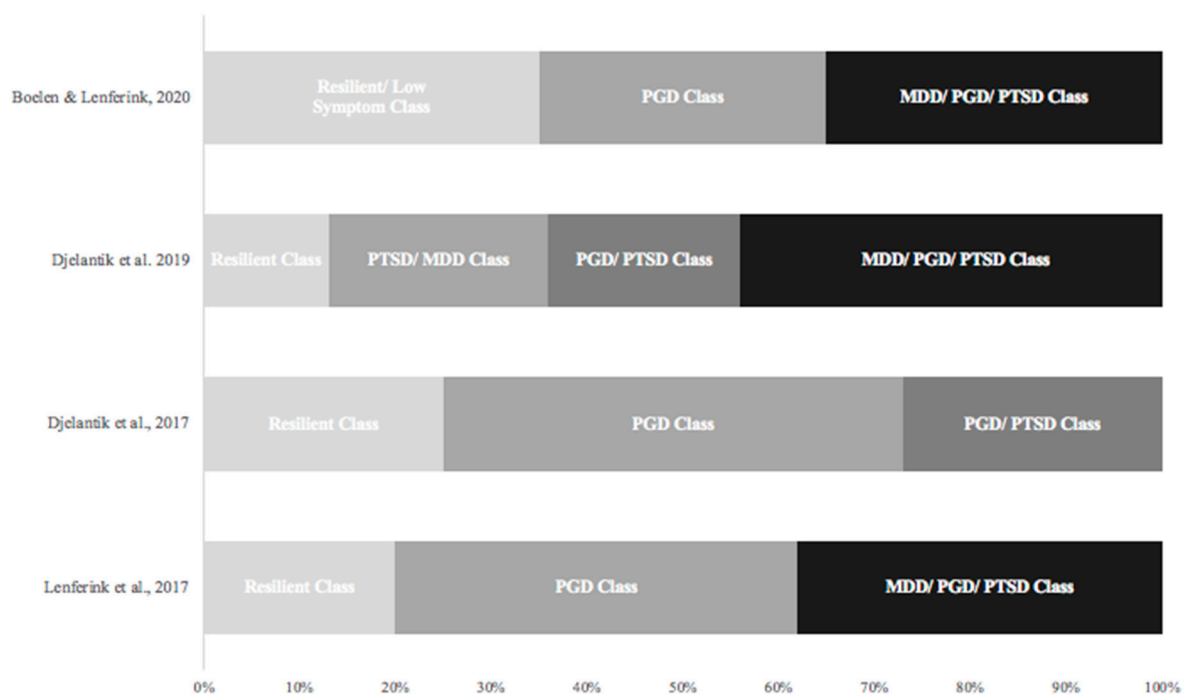 Boelen & Lenferink, 2020
Resilient/ Low
Symptom Class
PGD Class
MDD/ PGD/ PTSD Class
Djelantik et al. 2019
Resilient Class
PTSD/ MDD Class
PGD/ PTSD Class
MDD/ PGD/ PTSD Class
Djelantik et al., 2017
Resilient Class
PGD Class
PGD/ PTSD Class
Lenferink et al., 2017
Resilient Class
PGD Class
MDD/ PGD/ PTSD Class
0% 10% 20% 30% 40% 50% 60% 70% 80% 90% 100%